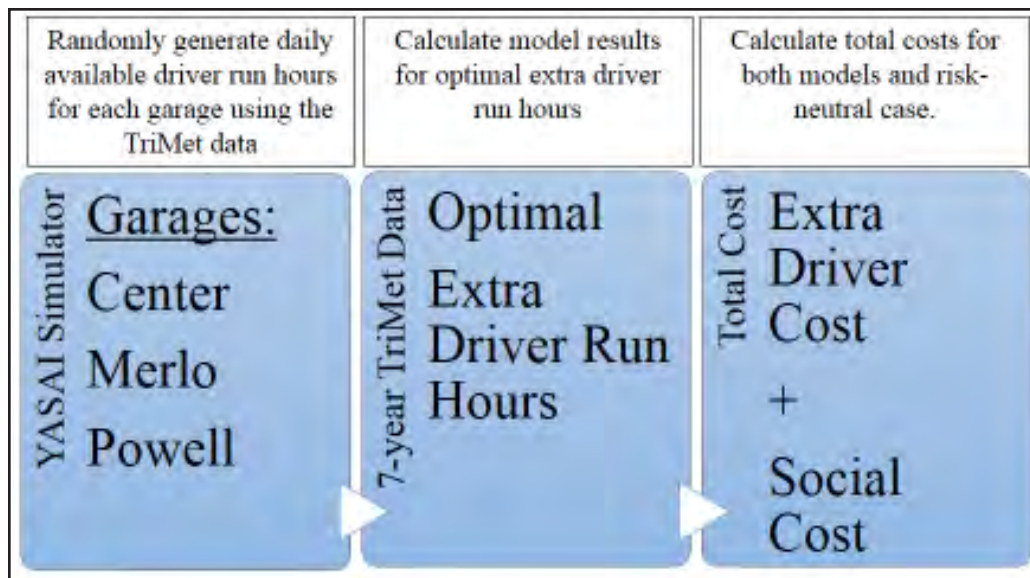 Randomly generate daily
available driver run hours
for each garage using the
TriMet data
Calculate model results
for optimal extra driver
run hours
Calculate total costs for
both models and risk-
neutral case.
YASAI Simulator
Garages:
Center
Merlo
Powell
7-year TriMet Data
Optimal
Extra
Driver Run
Hours
Total Cost
Extra
Driver
Cost
+
Social
Cost